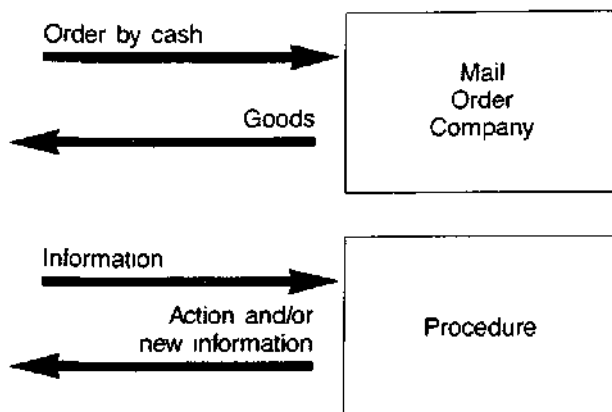 Order by cash
Goods
Mail
Order
Company
Information
Action and/or
new information
Procedure